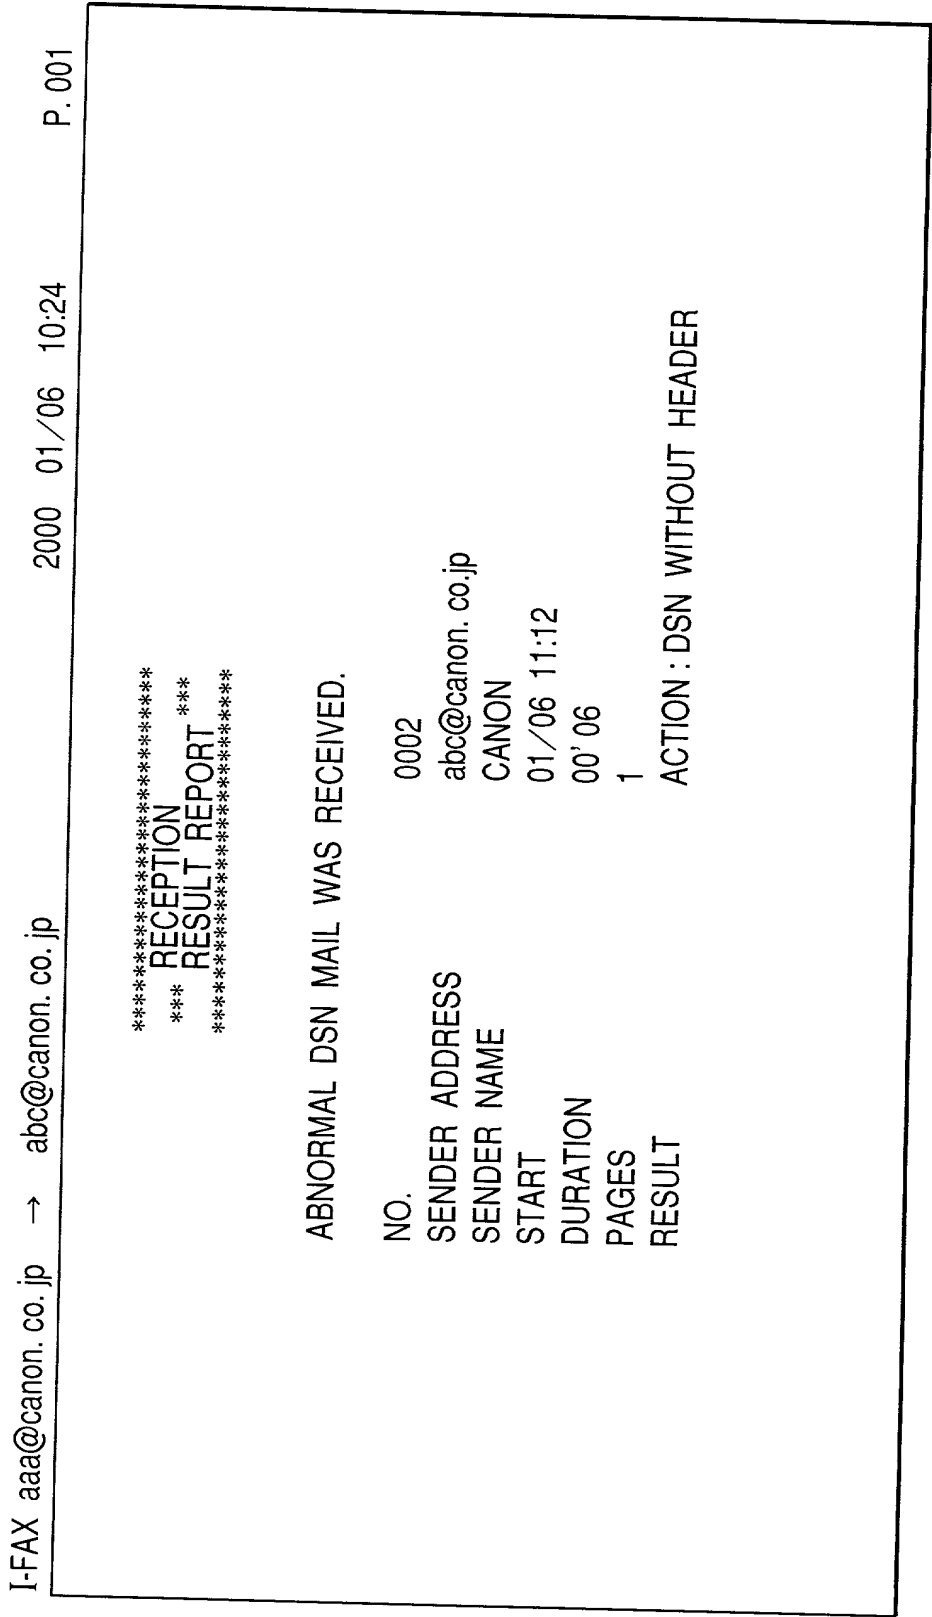 I-FAX aaa@canon. co. jp → abc@canon. co. jp 2000 01/06 10:24 P. 001
****************************
*** RECEPTION
RESULT REPORT ***
****************************
ABNORMAL DSN MAIL WAS RECEIVED.
NO. 0002
SENDER ADDRESS abc@canon. co.jp
SENDER NAME CANON
START 01/06 11:12
DURATION 00' 06
PAGES 1
RESULT ACTION : DSN WITHOUT HEADER